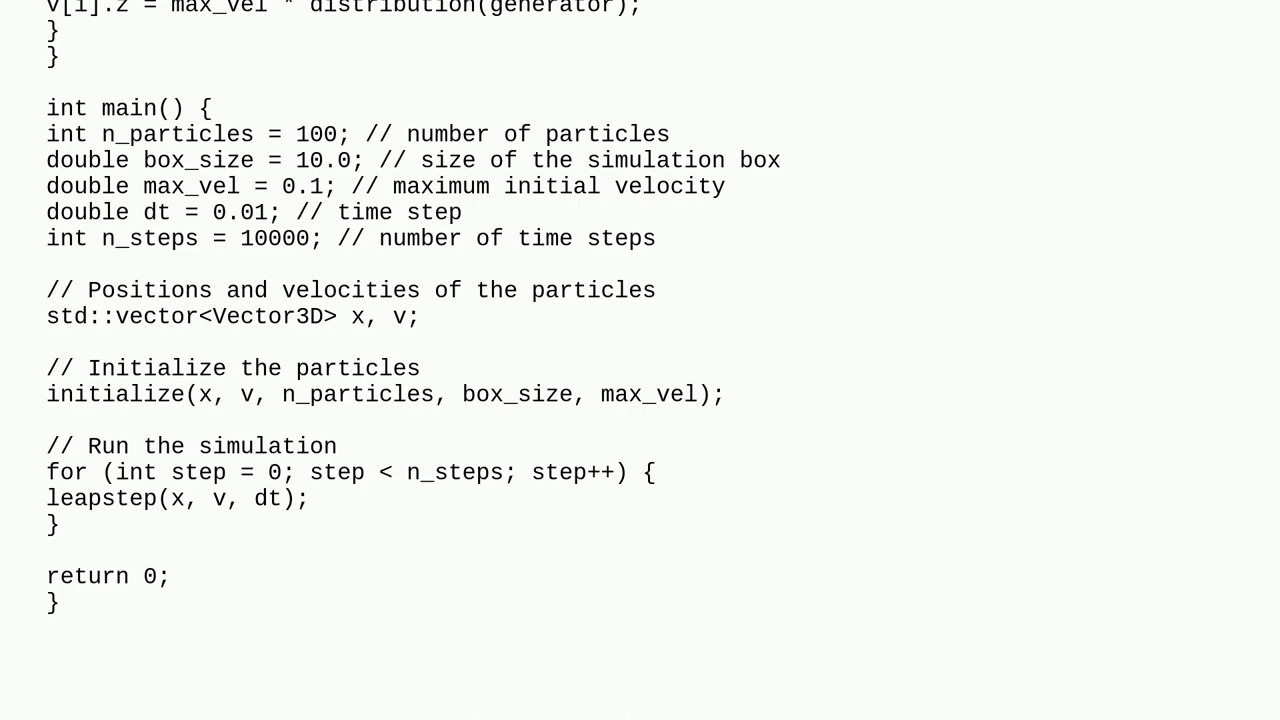 v[i].z = max_vel * distribution(generator);
}
}
int main() {
int n_particles = 100; // number of particles
double box_size = 10.0; // size of the simulation box
double max_vel = 0.1; // maximum initial velocity
double dt = 0.01; // time step
int n_steps = 10000; // number of time steps
// Positions and velocities of the particles
std::vector<Vector3D> x, v;
// Initialize the particles
initialize(x, v, n_particles, box_size, max_vel);
// Run the simulation
for (int step = 0; step < n_steps; step++) {
leapstep(x, v, dt);
}
return 0;
}